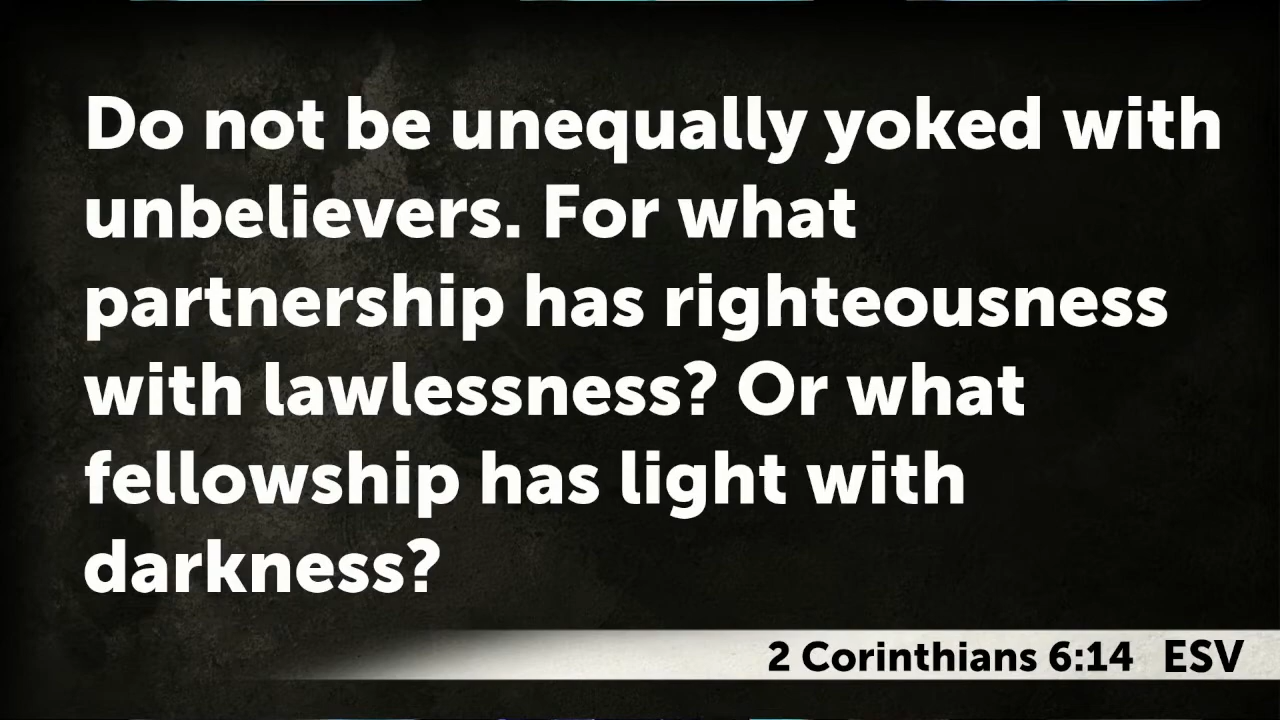 Do not be unequally yoked with
unbelievers. For what
partnership has righteousness
with lawlessness? Or what
fellowship has light with
darkness?
2 Corinthians 6:14 ESV